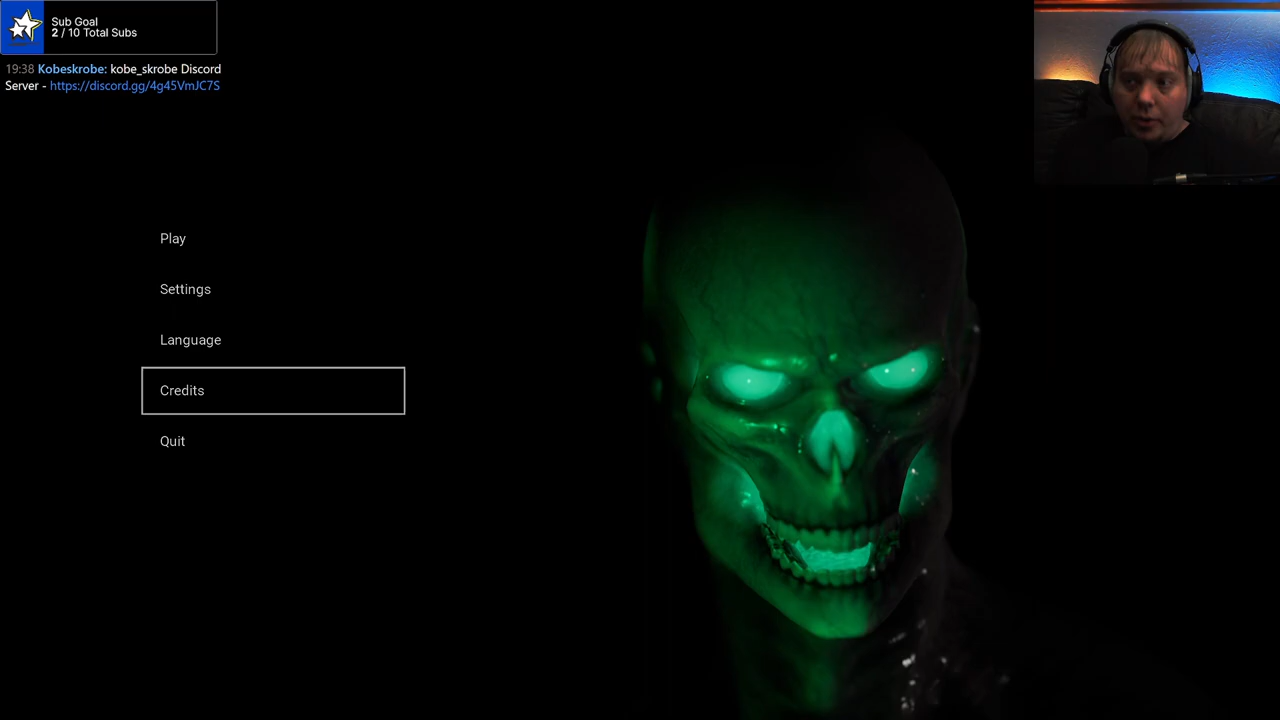 Sub Goal
2 / 10 Total Subs
19:38 Kobeskrobe: kobe_skrobe Discord
Server - https://discord.gg/4g45VmJC7S
Play
Settings
Language
Credits
Quit